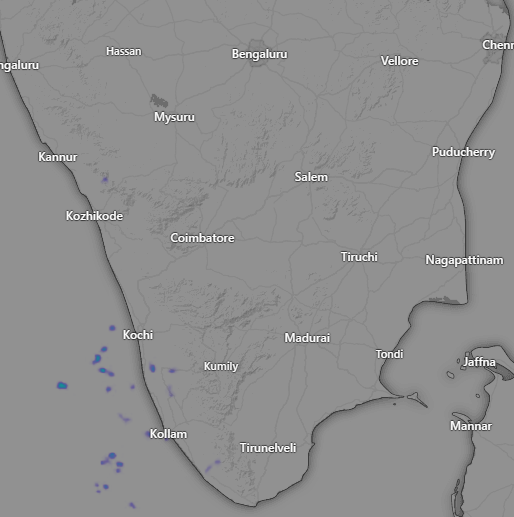 Hassan
Bengaluru
Chenn
ngaluru
Vellore
Mysuru
Kannur
Puducherry
Salem
Kozhikode
Coimbatore
Tiruchi
Nagapattinam
Kochi
Madurai
Tondi
Jaffna
Kumily
Mannar
Kollam
Tirunelveli